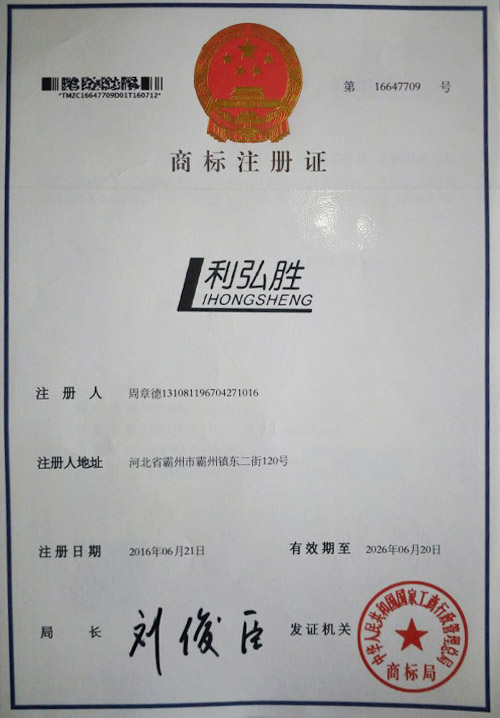 第 16647709 号
*TMZC16647709D01T160712*
商标注册证
利弘胜
LIHONGSHENG
注册人 周章德131081196704271016
注册人地址 河北省霸州市霸州镇东二街120号
注册日期 2016年06月21日 有效期至 2026年06月20日
局长 刘俊臣 发证机关
中华人民共和国国家工商行政管理总局
商标局